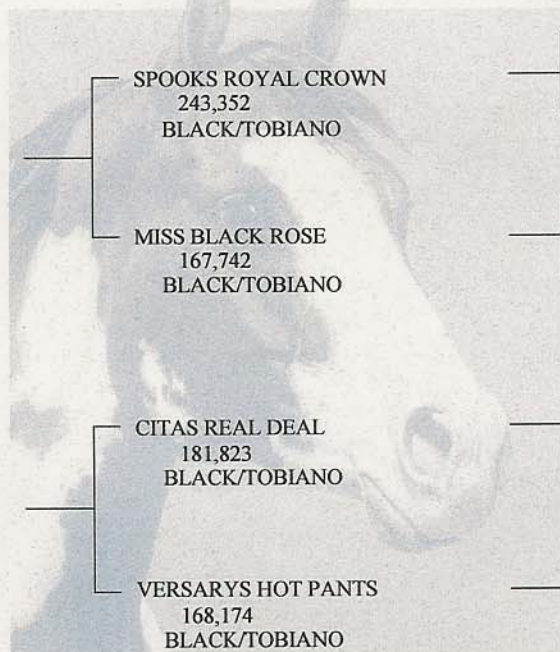 SPOOKS ROYAL CROWN
243,352
BLACK/TOBIANO
MISS BLACK ROSE
167,742
BLACK/TOBIANO
CITAS REAL DEAL
181,823
BLACK/TOBIANO
VERSARYS HOT PANTS
168,174
BLACK/TOBIANO